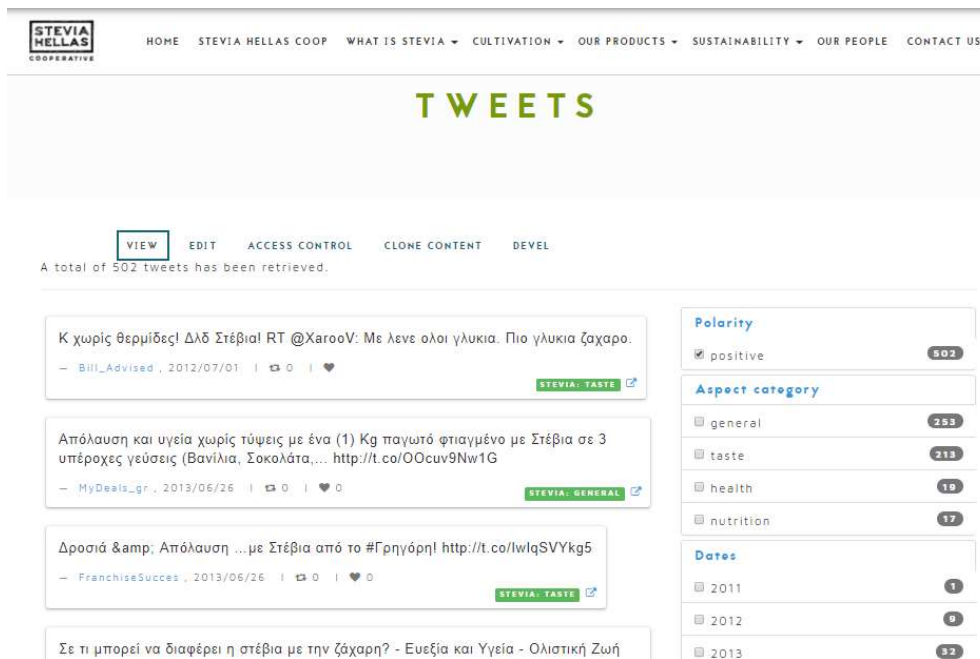 STEVIA
HELLAS
COOPERATIVE
HOME STEVIA HELLAS COOP WHAT IS STEVIA CULTIVATION OUR PRODUCTS SUSTAINABILITY OUR PEOPLE CONTACT US
TWEETS
VIEW EDIT ACCESS CONTROL CLONE CONTENT DEVEL
A total of 502 tweets has been retrieved.
Κ χωρίς θερμίδες! Δλδ Στέβια! RT @XarooV: Με λενε ολοι γλυκια. Πιο γλυκια ζαχαρο.
— Bill_Advised , 2012/07/01 | 0 |
STEVIA: TASTE
Απόλαυση και υγεία χωρίς τύψεις με ένα (1) Kg παγωτό φτιαγμένο με Στέβια σε 3
υπέροχες γεύσεις (Βανίλια, Σοκολάτα,... http://t.co/OOcuv9Nw1G
— MyDeals_gr , 2013/06/26 | 0 | 0
STEVIA: GENERAL
Δροσιά &amp; Απόλαυση ...με Στέβια από το #Γρηγόρη! http://t.co/IwIqSVYkg5
— FranchiseSucces , 2013/06/26 | 0 | 0
STEVIA: TASTE
Σε τι μπορεί να διαφέρει η στέβια με την ζάχαρη? - Ευεξία και Υγεία - Ολιστική Ζωή
Polarity
positive 502
Aspect category
general 253
taste 213
health 19
nutrition 17
Dates
2011 1
2012 9
2013 32